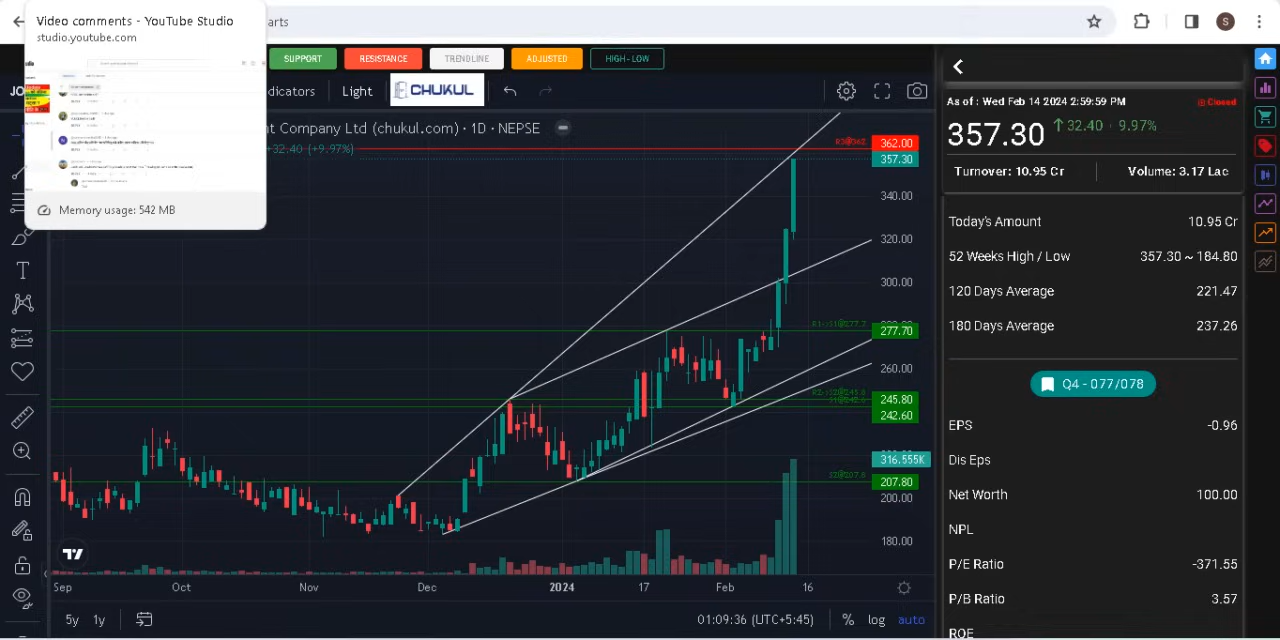 Video comments - YouTube Studio
studio.youtube.com
Memory usage: 542 MB
arts
SUPPORT
RESISTANCE
TRENDLINE
ADJUSTED
HIGH-LOW
dicators
Light
CHUKUL
t Company Ltd (chukul.com) · 1D · NEPSE
+32.40 (+9.97%)
362.00
357.30
340.00
320.00
300.00
277.70
260.00
245.80
242.60
316.555K
207.80
200.00
180.00
Sep
Oct
Nov
Dec
2024
17
Feb
16
5y
1y
01:09:36 (UTC+5:45)
%
log
auto
As of : Wed Feb 14 2024 2:59:59 PM
Closed
357.30
↑ 32.40 · 9.97%
Turnover: 10.95 Cr
Volume: 3.17 Lac
Today's Amount 10.95 Cr
52 Weeks High / Low 357.30 ~ 184.80
120 Days Average 221.47
180 Days Average 237.26
Q4 - 077/078
EPS -0.96
Dis Eps
Net Worth 100.00
NPL
P/E Ratio -371.55
P/B Ratio 3.57
ROE
S